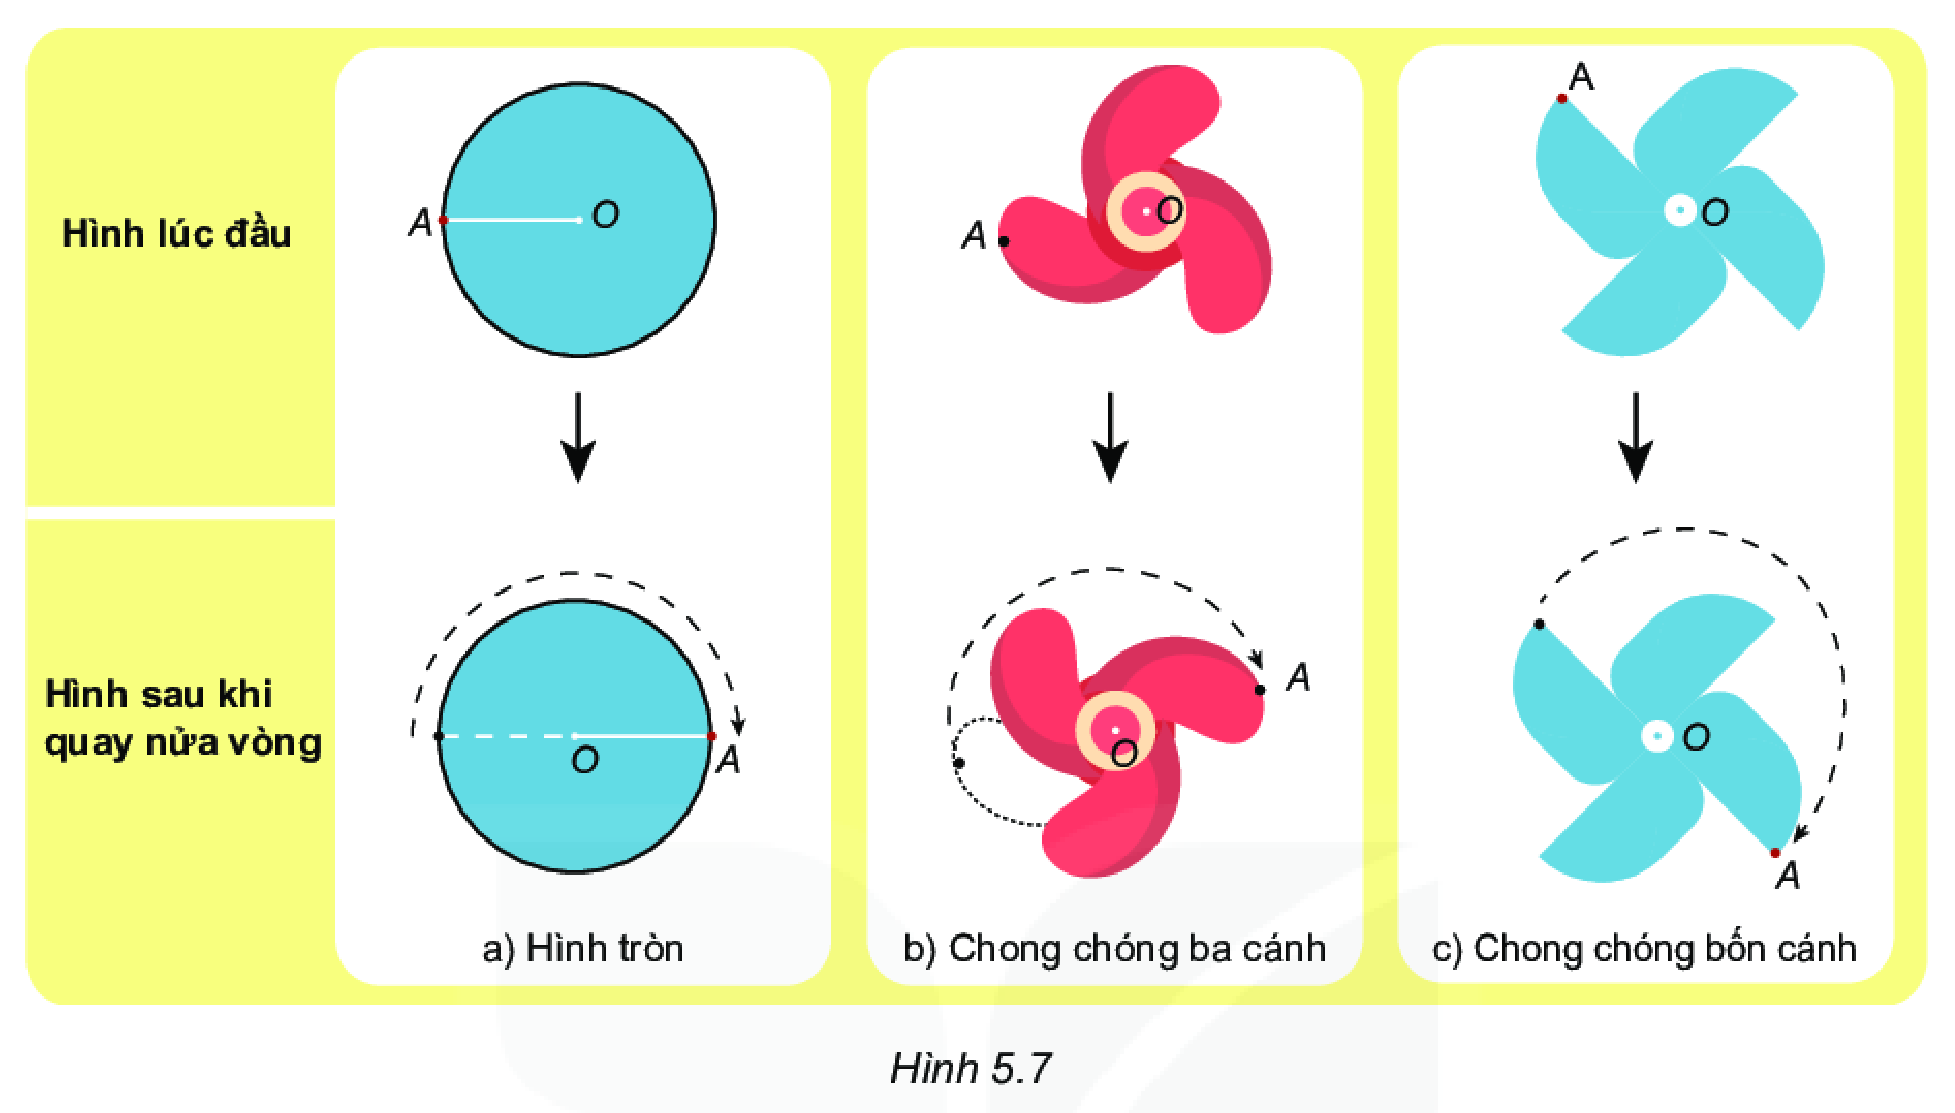 Hình lúc đầu
A
O
A
O
A
O
Hình sau khi
quay nửa vòng
O
A
O
A
O
A
a) Hình tròn
b) Chong chóng ba cánh
c) Chong chóng bốn cánh
Hình 5.7